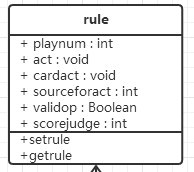 rule
+ playnum : int
+ act : void
+ cardact : void
+ sourceforact : int
+ validop : Boolean
+ scorejudge : int
+setrule
+getrule